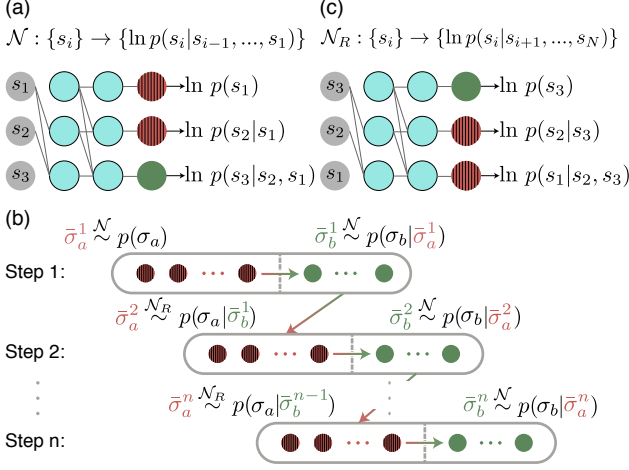 (a)
𝒩 : {s_i} → {ln p(s_i|s_{i−1}, ..., s_1)}
s_1 ln p(s_1)
s_2 ln p(s_2|s_1)
s_3 ln p(s_3|s_2, s_1)
(c)
𝒩_R : {s_i} → {ln p(s_i|s_{i+1}, ..., s_N)}
s_3 ln p(s_3)
s_2 ln p(s_2|s_3)
s_1 ln p(s_1|s_2, s_3)
(b)
σ̄_a^1 𝒩~ p(σ_a) σ̄_b^1 𝒩~ p(σ_b|σ̄_a^1)
Step 1: ··· ···
σ̄_a^2 𝒩_R~ p(σ_a|σ̄_b^1) σ̄_b^2 𝒩~ p(σ_b|σ̄_a^2)
Step 2: ··· ···
σ̄_a^n 𝒩_R~ p(σ_a|σ̄_b^{n−1}) σ̄_b^n 𝒩~ p(σ_b|σ̄_a^n)
Step n: ··· ···